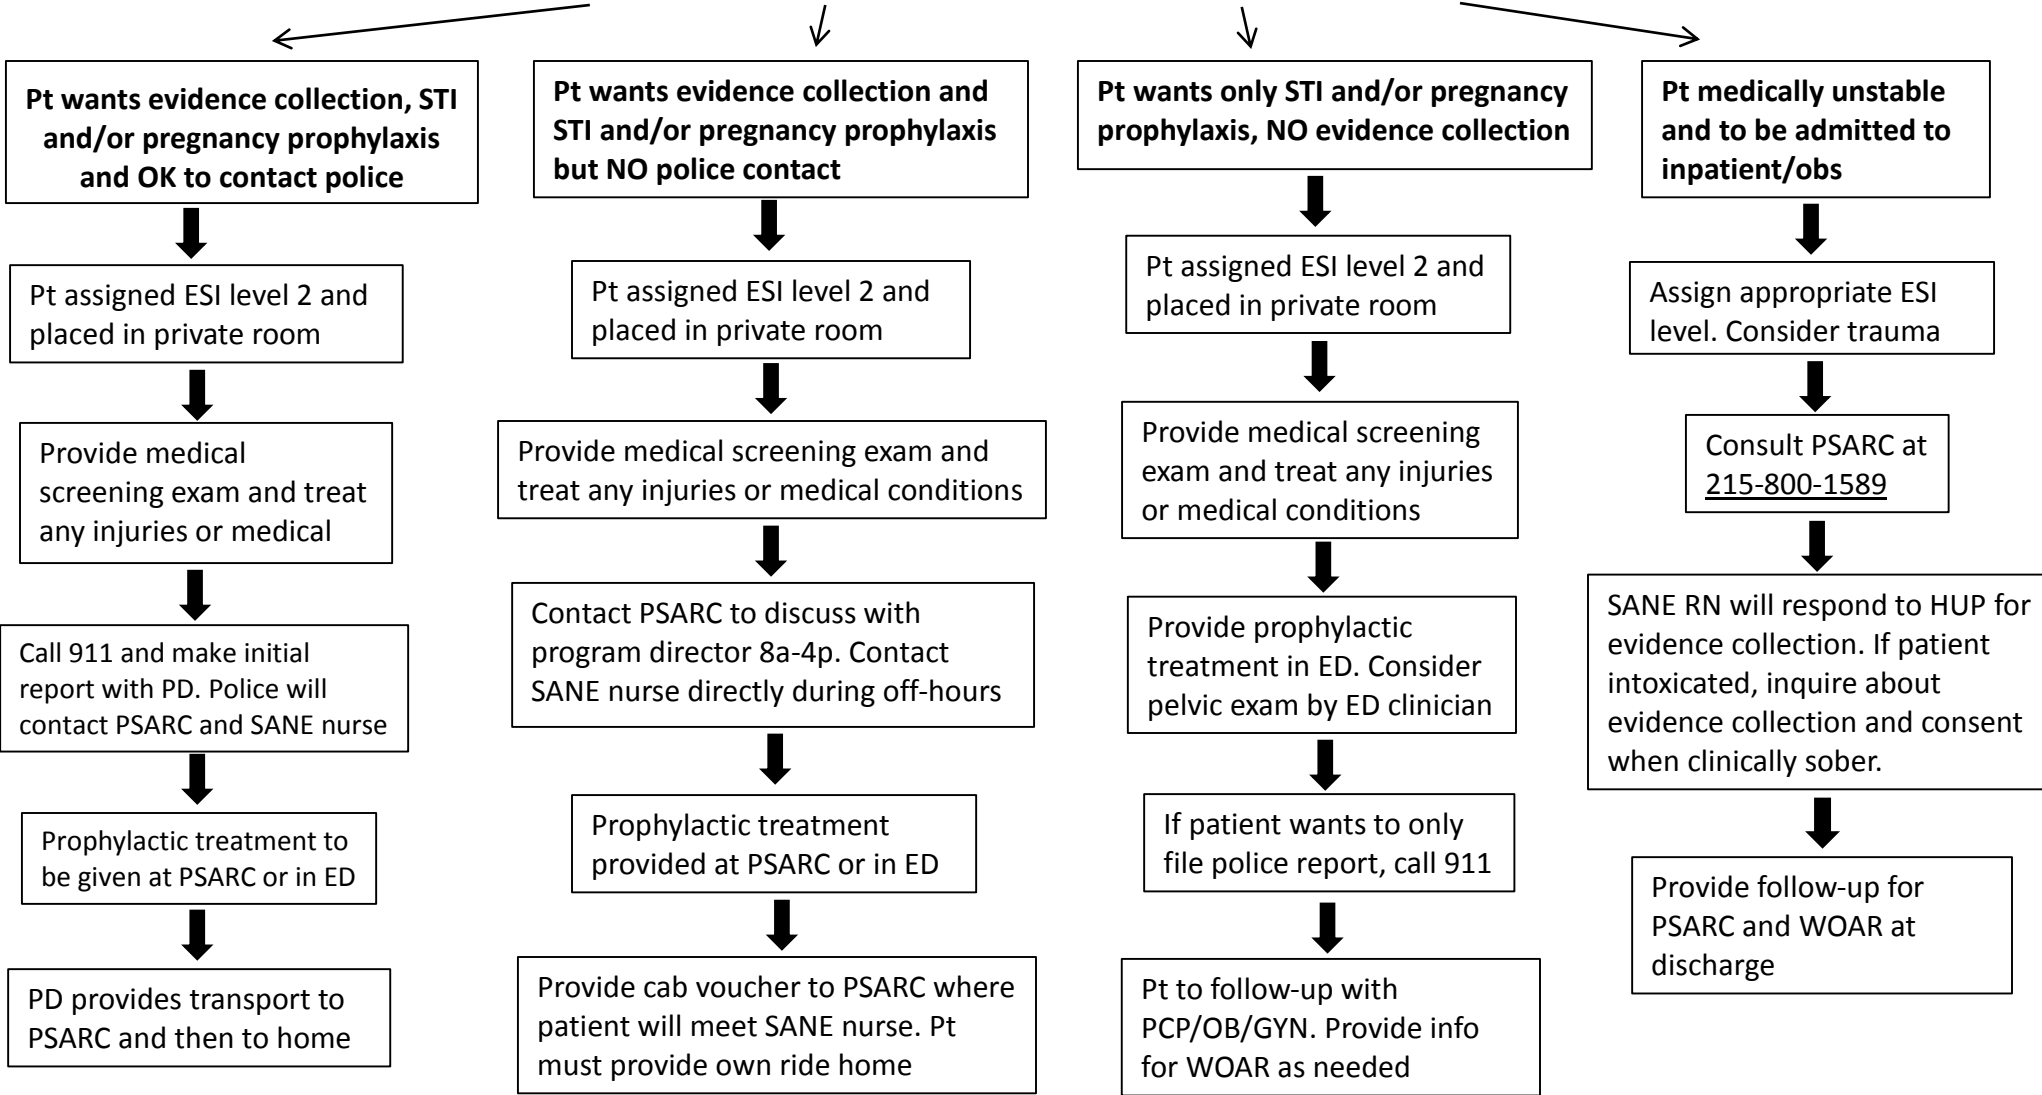 Pt wants evidence collection, STI
and/or pregnancy prophylaxis
and OK to contact police
Pt assigned ESI level 2 and
placed in private room
Provide medical
screening exam and treat
any injuries or medical
Call 911 and make initial
report with PD. Police will
contact PSARC and SANE nurse
Prophylactic treatment to
be given at PSARC or in ED
PD provides transport to
PSARC and then to home
Pt wants evidence collection and
STI and/or pregnancy prophylaxis
but NO police contact
Pt assigned ESI level 2 and
placed in private room
Provide medical screening exam and
treat any injuries or medical conditions
Contact PSARC to discuss with
program director 8a-4p. Contact
SANE nurse directly during off-hours
Prophylactic treatment
provided at PSARC or in ED
Provide cab voucher to PSARC where
patient will meet SANE nurse. Pt
must provide own ride home
Pt wants only STI and/or pregnancy
prophylaxis, NO evidence collection
Pt assigned ESI level 2 and
placed in private room
Provide medical screening
exam and treat any injuries
or medical conditions
Provide prophylactic
treatment in ED. Consider
pelvic exam by ED clinician
If patient wants to only
file police report, call 911
Pt to follow-up with
PCP/OB/GYN. Provide info
for WOAR as needed
Pt medically unstable
and to be admitted to
inpatient/obs
Assign appropriate ESI
level. Consider trauma
Consult PSARC at
215-800-1589
SANE RN will respond to HUP for
evidence collection. If patient
intoxicated, inquire about
evidence collection and consent
when clinically sober.
Provide follow-up for
PSARC and WOAR at
discharge